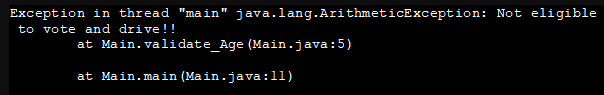 Exception in thread "main" java.lang.ArithmeticException: Not eligible
to vote and drive!!
at Main.validate_Age(Main.java:5)
at Main.main(Main.java:11)